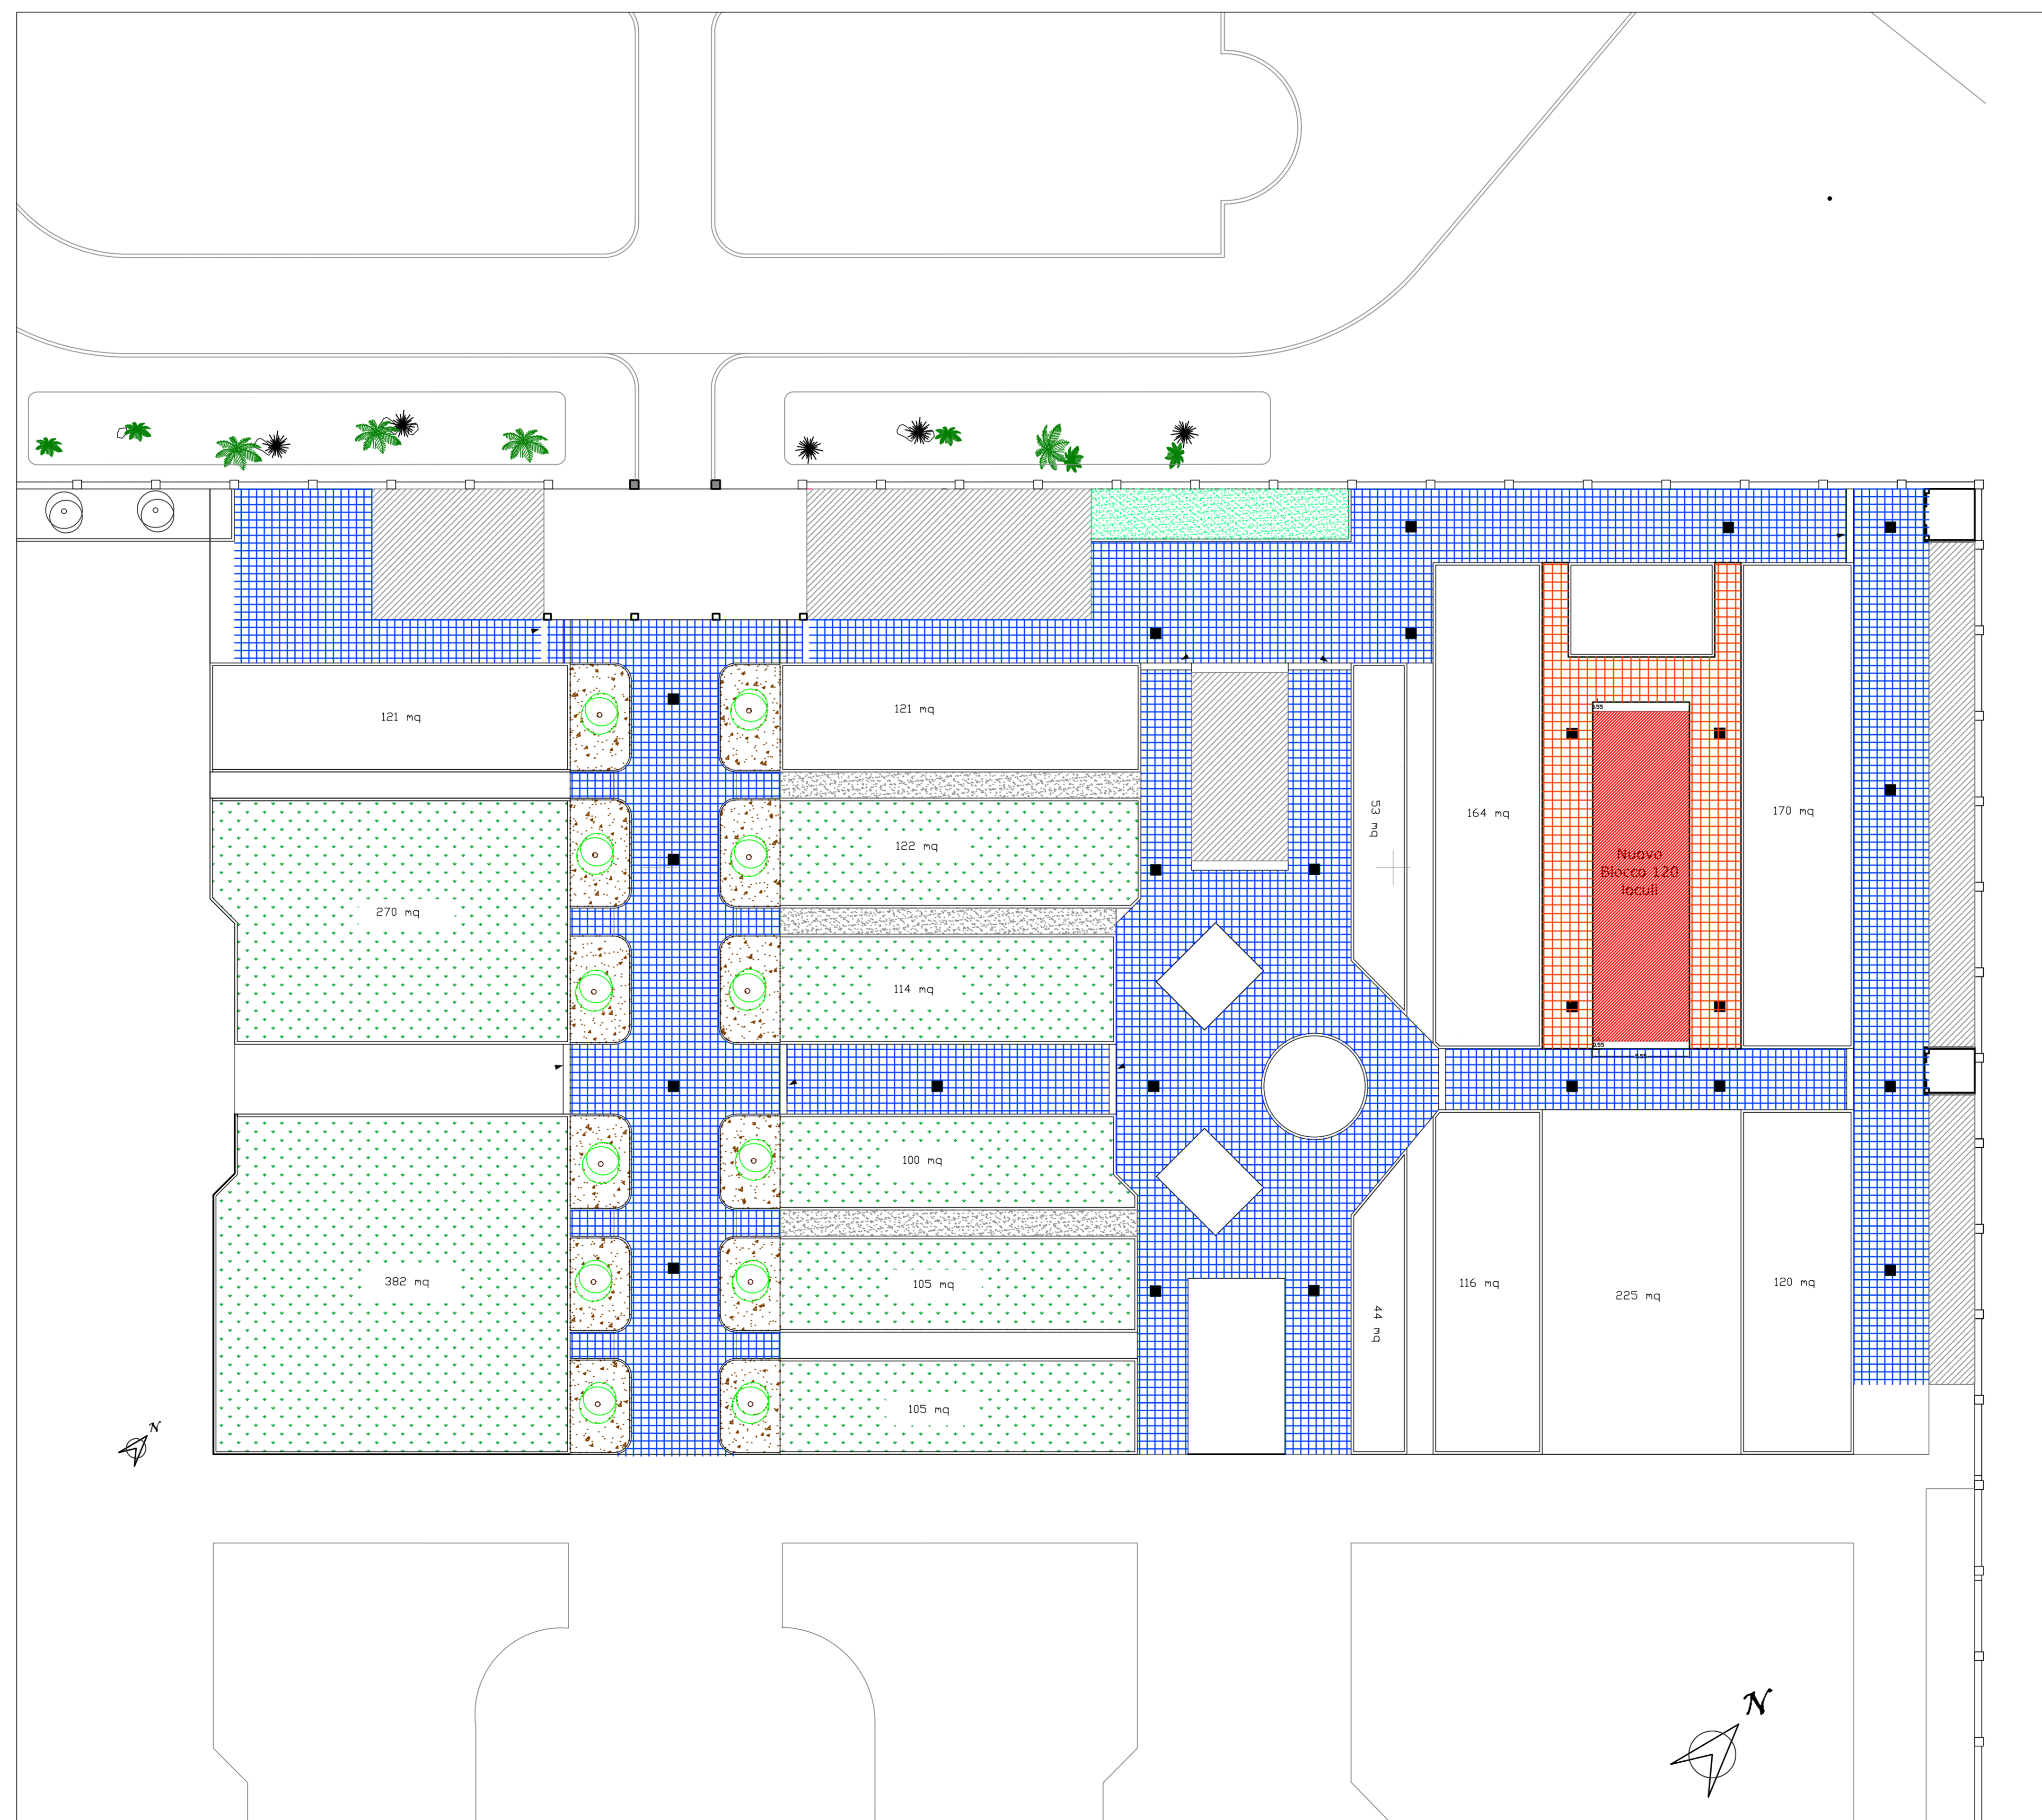 121 mq
121 mq
53 mq
164 mq
170 mq
122 mq
Nuovo
Blocco 120
loculi
270 mq
114 mq
100 mq
382 mq
105 mq
44 mq
116 mq
225 mq
120 mq
105 mq
N
N